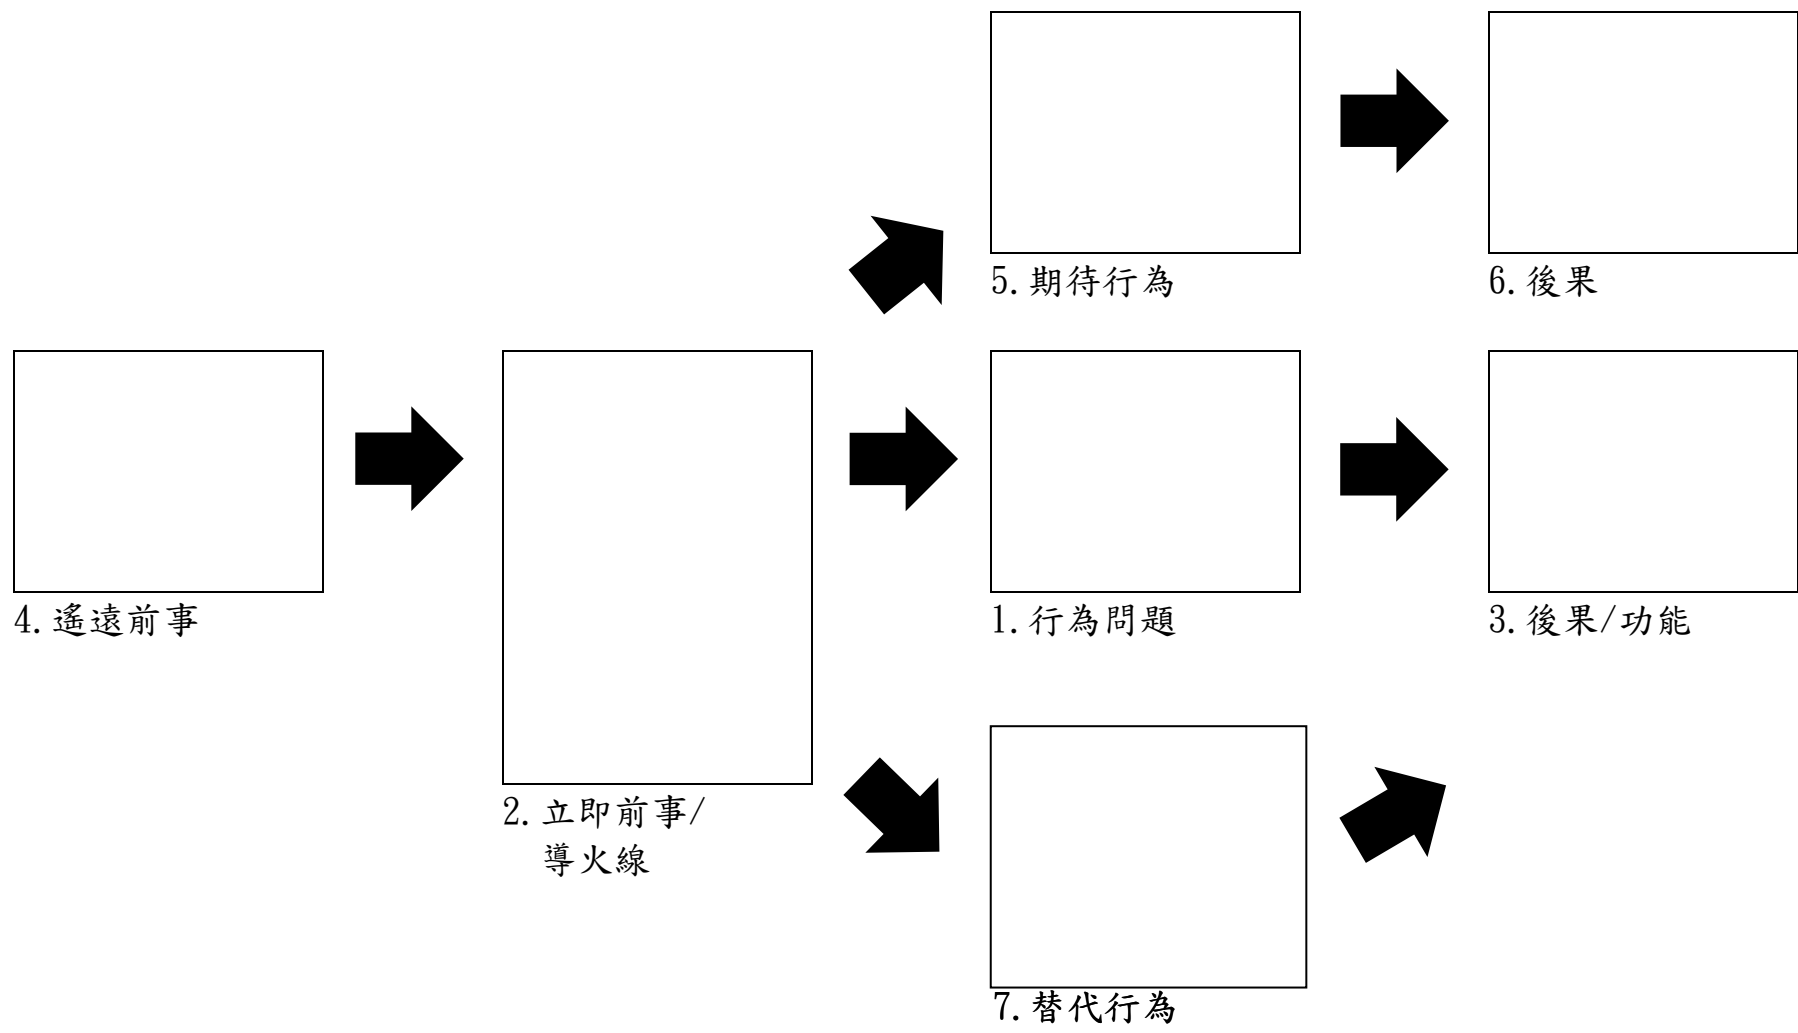 5.期待行為
6.後果
4.遙遠前事
1.行為問題
3.後果/功能
2.立即前事/
導火線
7.替代行為